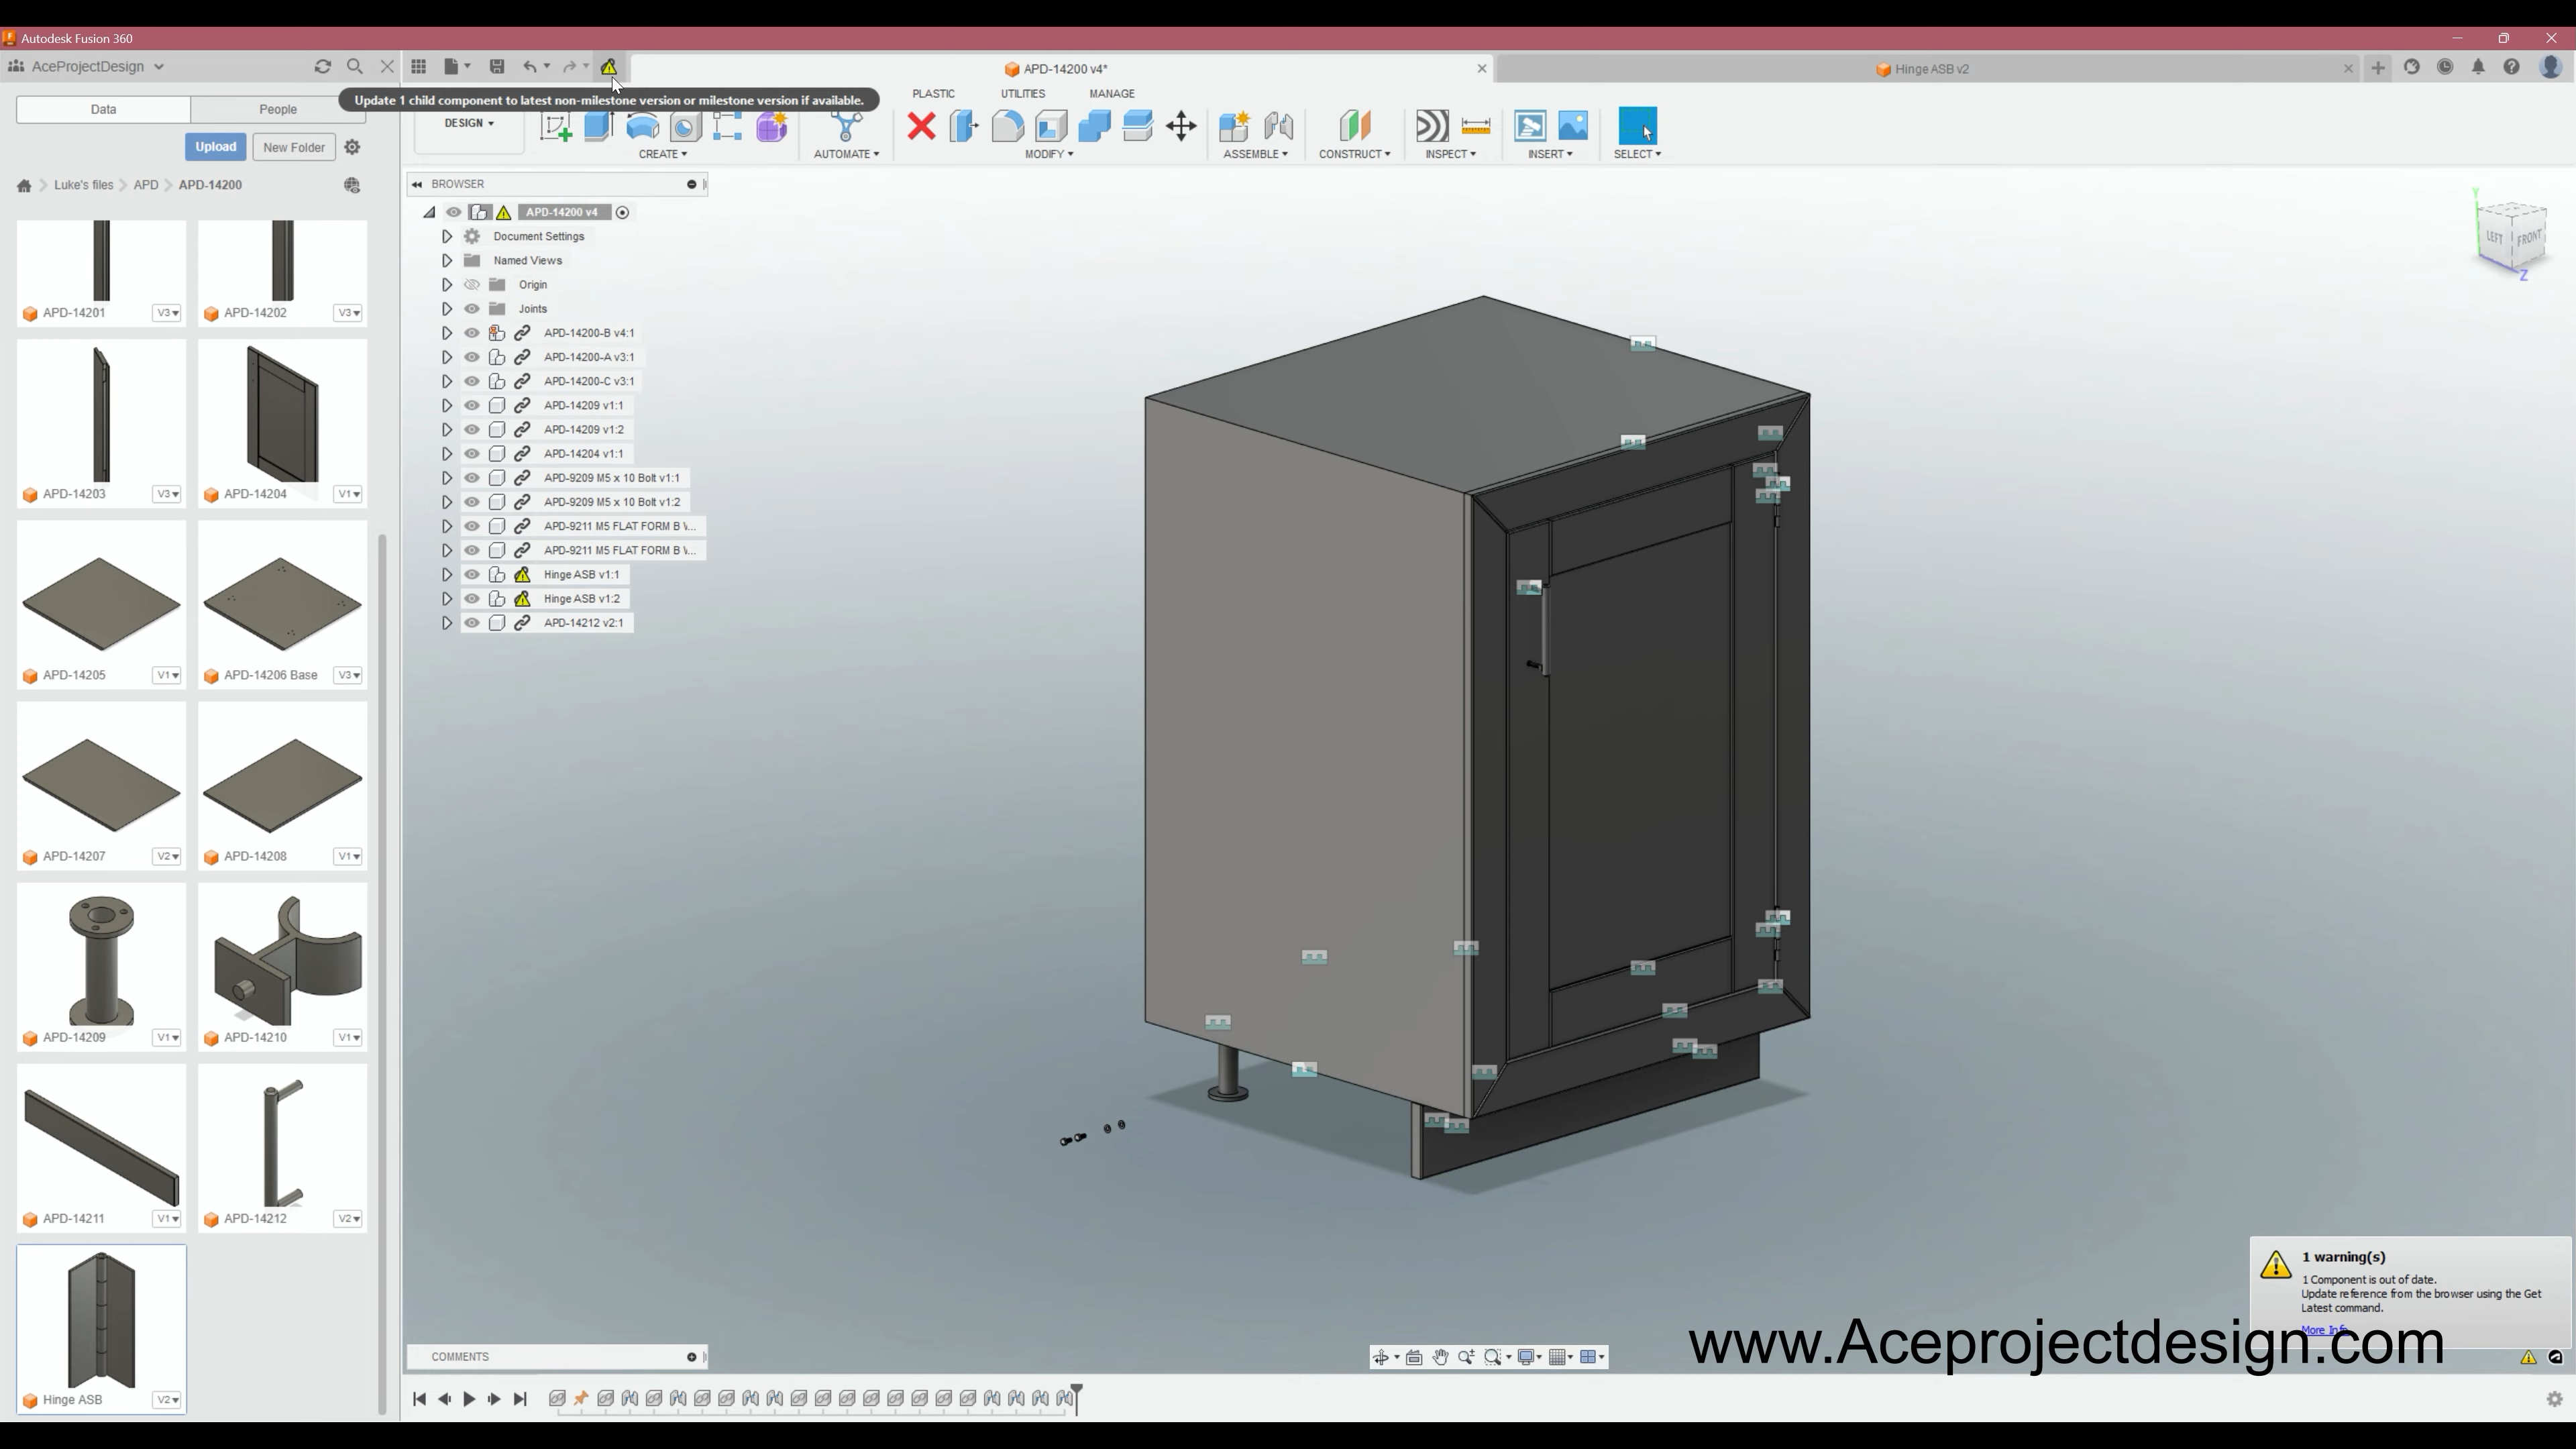 Autodesk Fusion 360
AceProjectDesign
APD-14200 v4*
Hinge ASB v2
Data
People
Update 1 child component to latest non-milestone version or milestone version if available.
PLASTIC
UTILITIES
MANAGE
DESIGN
CREATE
AUTOMATE
MODIFY
ASSEMBLE
CONSTRUCT
INSPECT
INSERT
SELECT
Upload
New Folder
Luke's files
APD
APD-14200
BROWSER
APD-14200 v4
Document Settings
Named Views
Origin
Joints
APD-14200-B v4:1
APD-14200-A v3:1
APD-14200-C v3:1
APD-14209 v1:1
APD-14209 v1:2
APD-14204 v1:1
APD-9209 M5 x 10 Bolt v1:1
APD-9209 M5 x 10 Bolt v1:2
APD-9211 M5 FLAT FORM B \...
APD-9211 M5 FLAT FORM B \...
Hinge ASB v1:1
Hinge ASB v1:2
APD-14212 v2:1
APD-14201 V3
APD-14202 V3
APD-14203 V3
APD-14204 V1
APD-14205 V1
APD-14206 Base V3
APD-14207 V2
APD-14208 V1
APD-14209 V1
APD-14210 V1
APD-14211 V1
APD-14212 V2
Hinge ASB V2
Y
LEFT
FRONT
Z
1 warning(s)
1 Component is out of date.
Update reference from the browser using the Get
Latest command.
More Info
www.Aceprojectdesign.com
COMMENTS